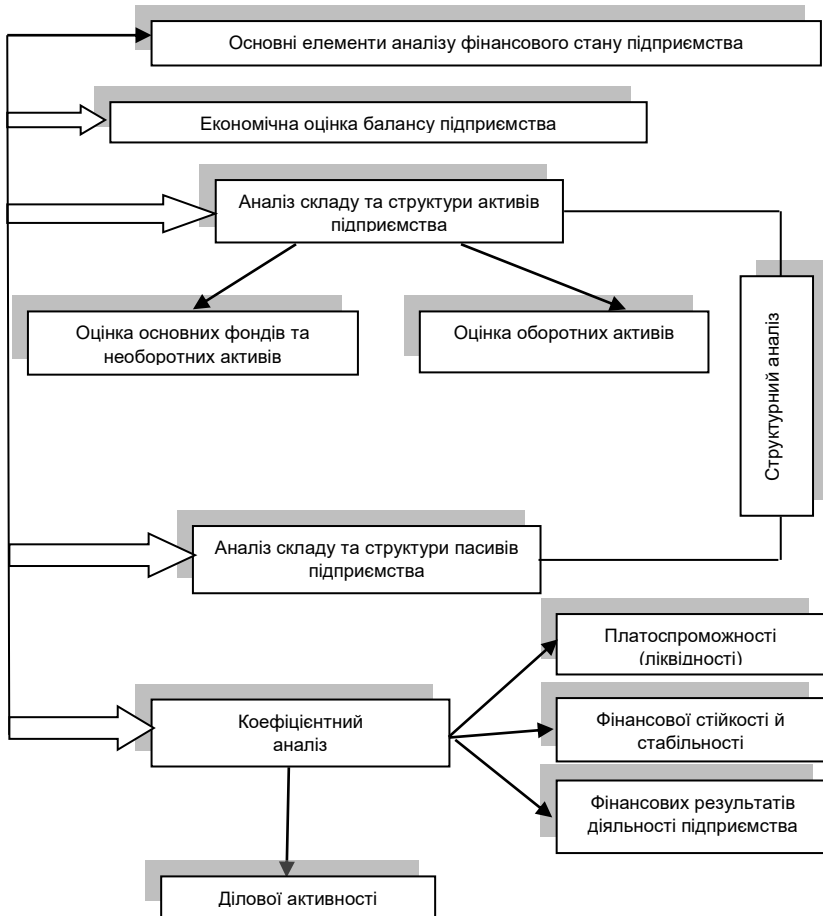 Основні елементи аналізу фінансового стану підприємства
Економічна оцінка балансу підприємства
Аналіз складу та структури активів
підприємства
Оцінка основних фондів та
необоротних активів
Оцінка оборотних активів
Структурний аналіз
Аналіз складу та структури пасивів
підприємства
Платоспроможності
(ліквідності)
Коефіцієнтний
аналіз
Фінансової стійкості й
стабільності
Фінансових результатів
діяльності підприємства
Ділової активності